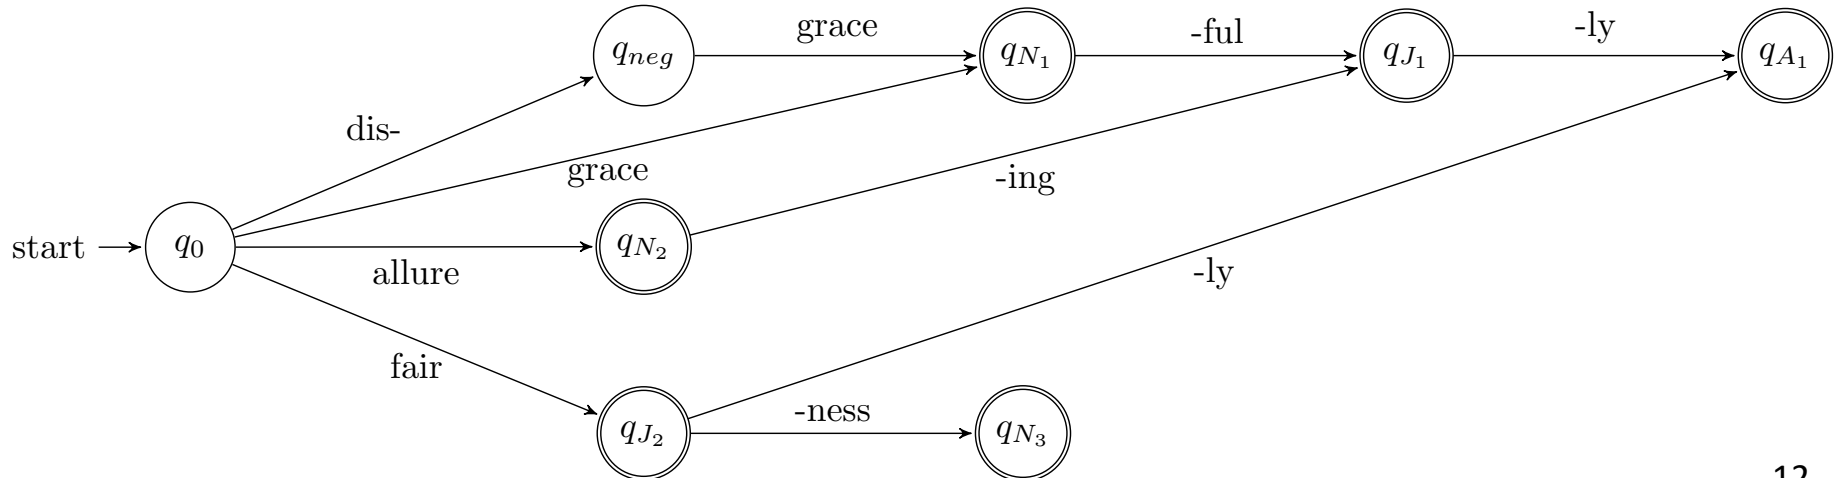 grace
-ful
-ly
q_neg
q_N1
q_J1
q_A1
dis-
grace
-ing
start
q_0
q_N2
allure
-ly
fair
-ness
q_J2
q_N3